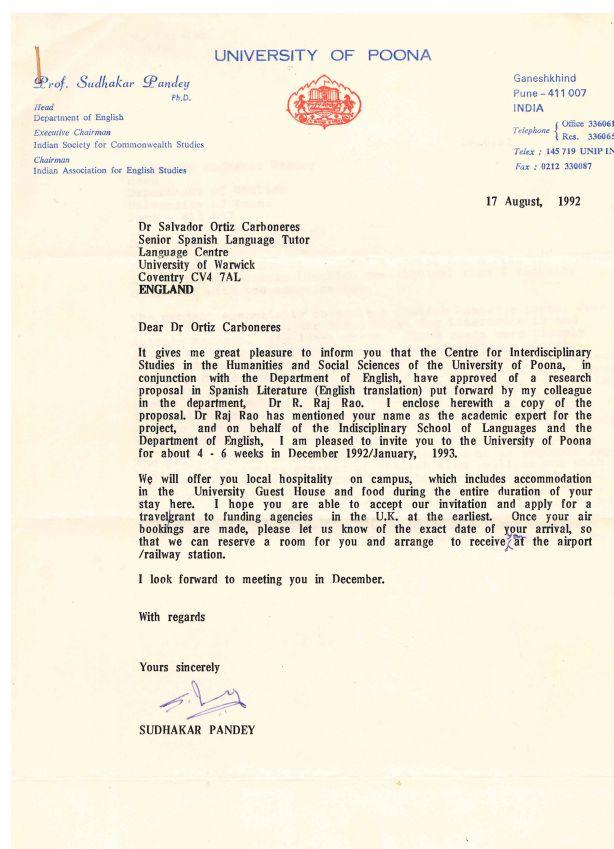 UNIVERSITY OF POONA
Prof. Sudhakar Pandey
Ph.D.
Head
Department of English
Executive Chairman
Indian Society for Commonwealth Studies
Chairman
Indian Association for English Studies
Ganeshkhind
Pune – 411 007
INDIA
Telephone { Office 336061
Res. 336065
Telex : 145 719 UNIP IN
Fax : 0212 330087
17 August, 1992
Dr Salvador Ortiz Carboneres
Senior Spanish Language Tutor
Language Centre
University of Warwick
Coventry CV4 7AL
ENGLAND
Dear Dr Ortiz Carboneres
It gives me great pleasure to inform you that the Centre for Interdisciplinary
Studies in the Humanities and Social Sciences of the University of Poona, in
conjunction with the Department of English, have approved of a research
proposal in Spanish Literature (English translation) put forward by my colleague
in the department, Dr R. Raj Rao. I enclose herewith a copy of the
proposal. Dr Raj Rao has mentioned your name as the academic expert for the
project, and on behalf of the Indisciplinary School of Languages and the
Department of English, I am pleased to invite you to the University of Poona
for about 4 - 6 weeks in December 1992/January, 1993.
We will offer you local hospitality on campus, which includes accommodation
in the University Guest House and food during the entire duration of your
stay here. I hope you are able to accept our invitation and apply for a
travel|grant to funding agencies in the U.K. at the earliest. Once your air
bookings are made, please let us know of the exact date of your arrival, so
that we can reserve a room for you and arrange to receive you at the airport
/railway station.
I look forward to meeting you in December.
With regards
Yours sincerely
SUDHAKAR PANDEY